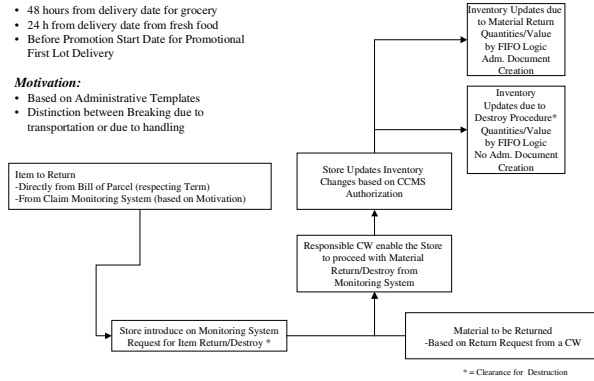 • 48 hours from delivery date for grocery
• 24 h from delivery date from fresh food
• Before Promotion Start Date for Promotional
First Lot Delivery
Motivation:
• Based on Administrative Templates
• Distinction between Breaking due to
transportation or due to handling
Inventory Updates due
to Material Return
Quantities/Value
by FIFO Logic
Adm. Document
Creation
Inventory
Updates due to
Destroy Procedure*
Quantities/Value
by FIFO Logic
No Adm. Document
Creation
Item to Return
-Directly from Bill of Parcel (respecting Term)
-From Claim Monitoring System (based on Motivation)
Store Updates Inventory
Changes based on CCMS
Authorization
Responsible CW enable the Store
to proceed with Material
Return/Destroy from
Monitoring System
Store introduce on Monitoring System
Request for Item Return/Destroy *
Material to be Returned
-Based on Return Request from a CW
* = Clearance for Destruction